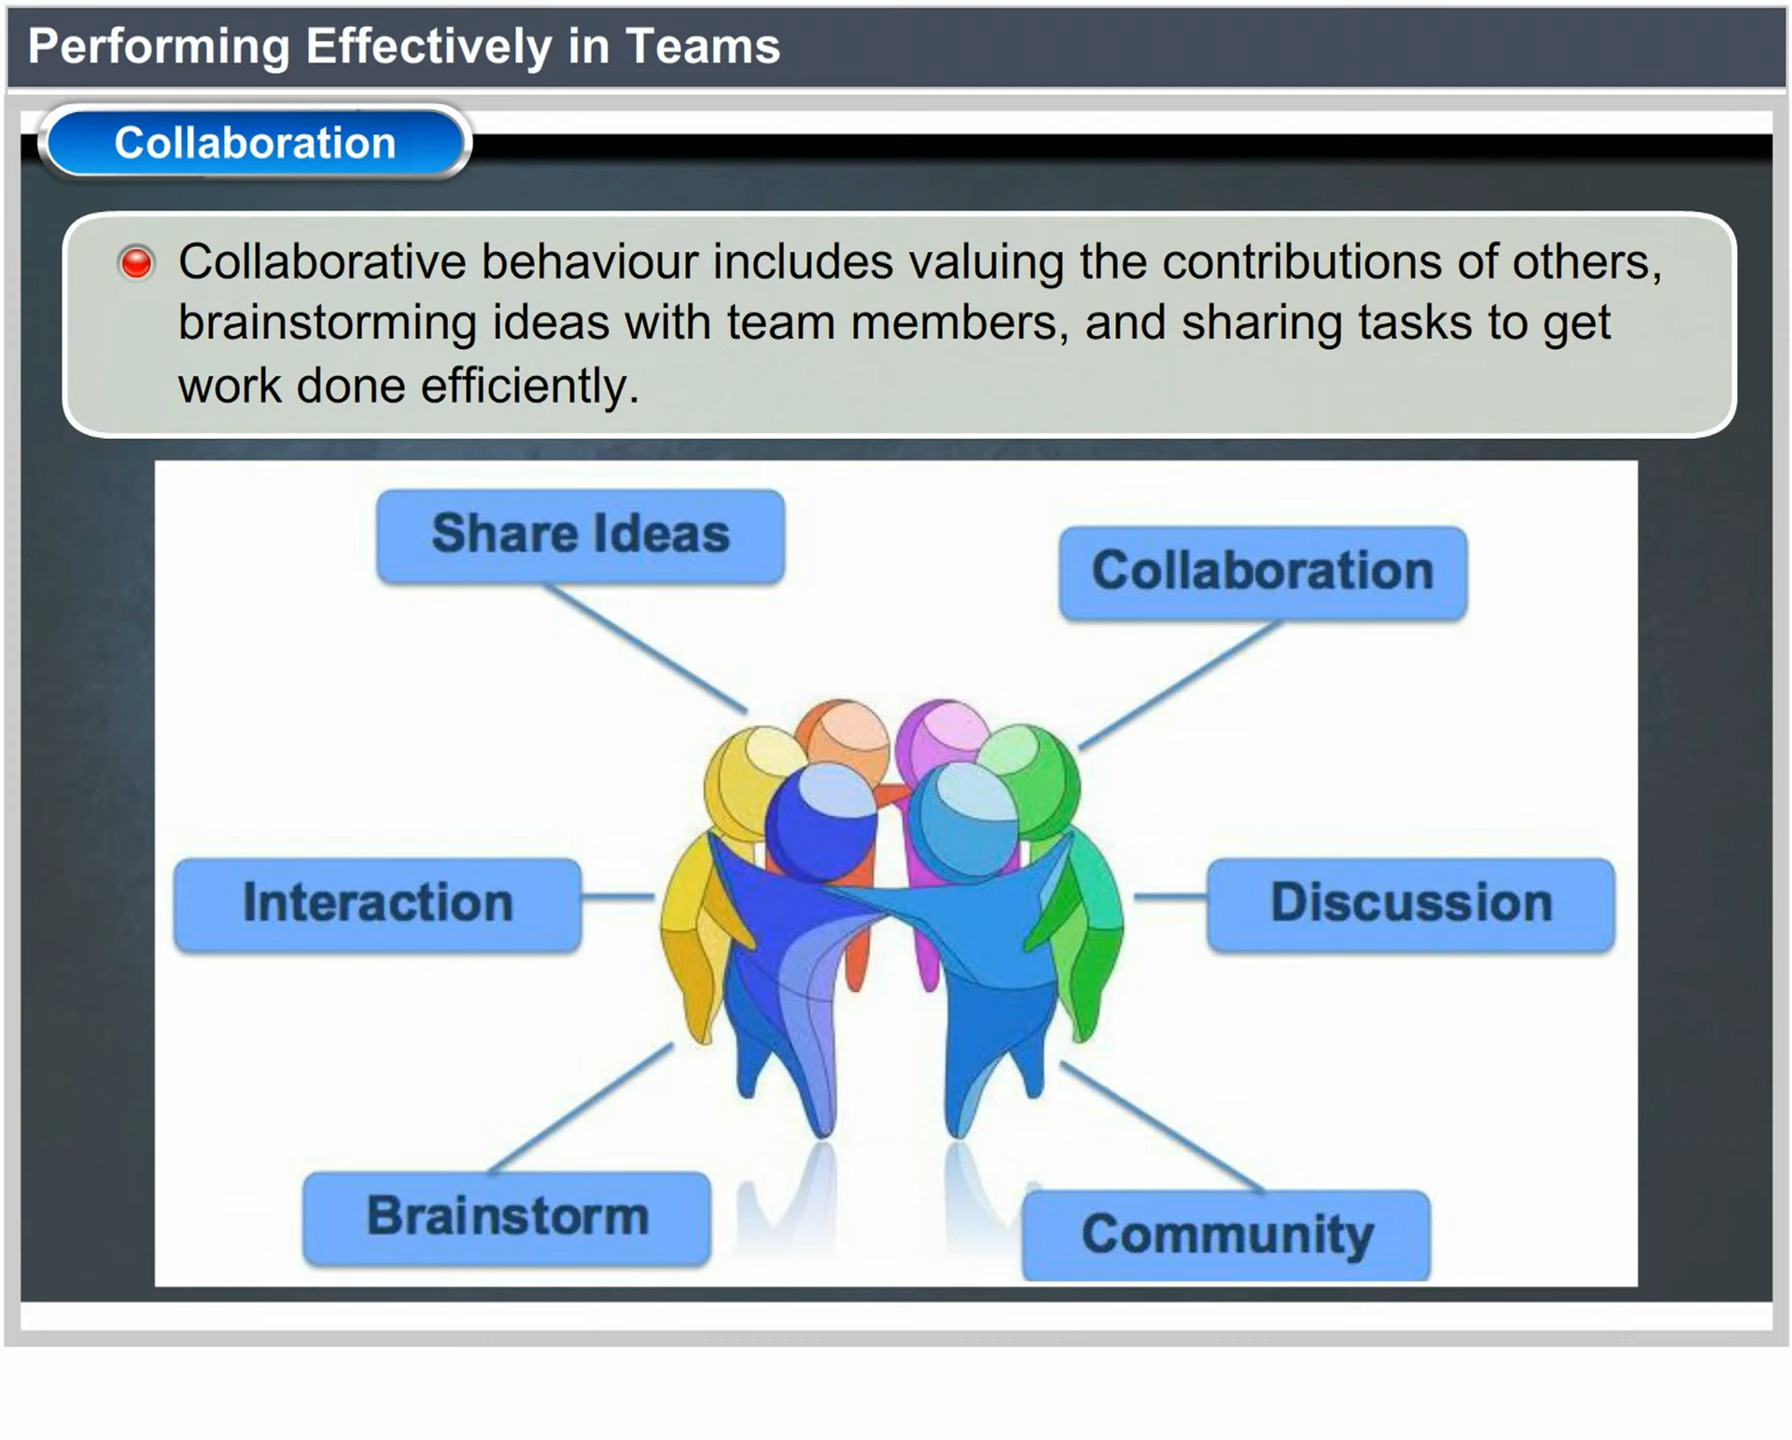 Performing Effectively in Teams
Collaboration
Collaborative behaviour includes valuing the contributions of others,
brainstorming ideas with team members, and sharing tasks to get
work done efficiently.
Share Ideas
Collaboration
Interaction
Discussion
Brainstorm
Community